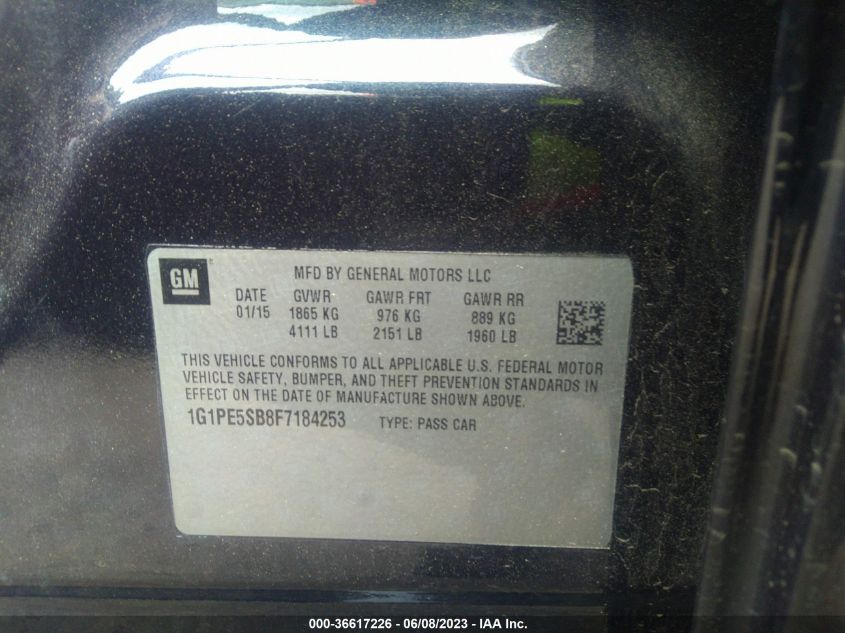 GM
MFD BY GENERAL MOTORS LLC
DATE GVWR GAWR FRT GAWR RR
01/15 1865 KG 976 KG 889 KG
4111 LB 2151 LB 1960 LB
THIS VEHICLE CONFORMS TO ALL APPLICABLE U.S. FEDERAL MOTOR
VEHICLE SAFETY, BUMPER, AND THEFT PREVENTION STANDARDS IN
EFFECT ON THE DATE OF MANUFACTURE SHOWN ABOVE.
1G1PE5SB8F7184253 TYPE: PASS CAR
000-36617226 - 06/08/2023 - IAA Inc.